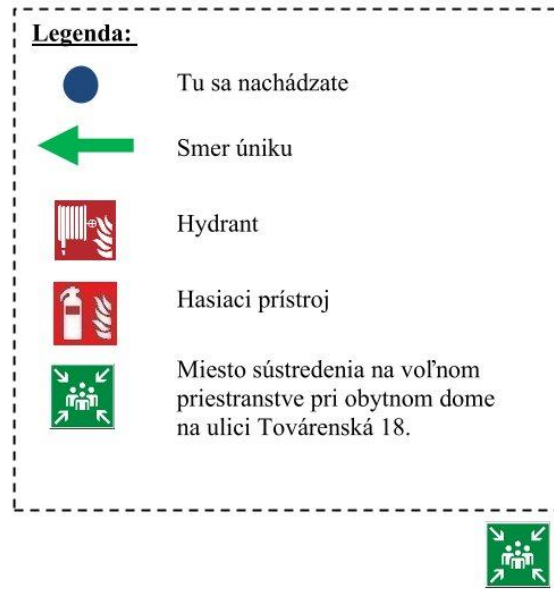 Legenda:
Tu sa nachádzate
Smer úniku
Hydrant
Hasiaci prístroj
Miesto sústredenia na voľnom
priestranstve pri obytnom dome
na ulici Továrenská 18.